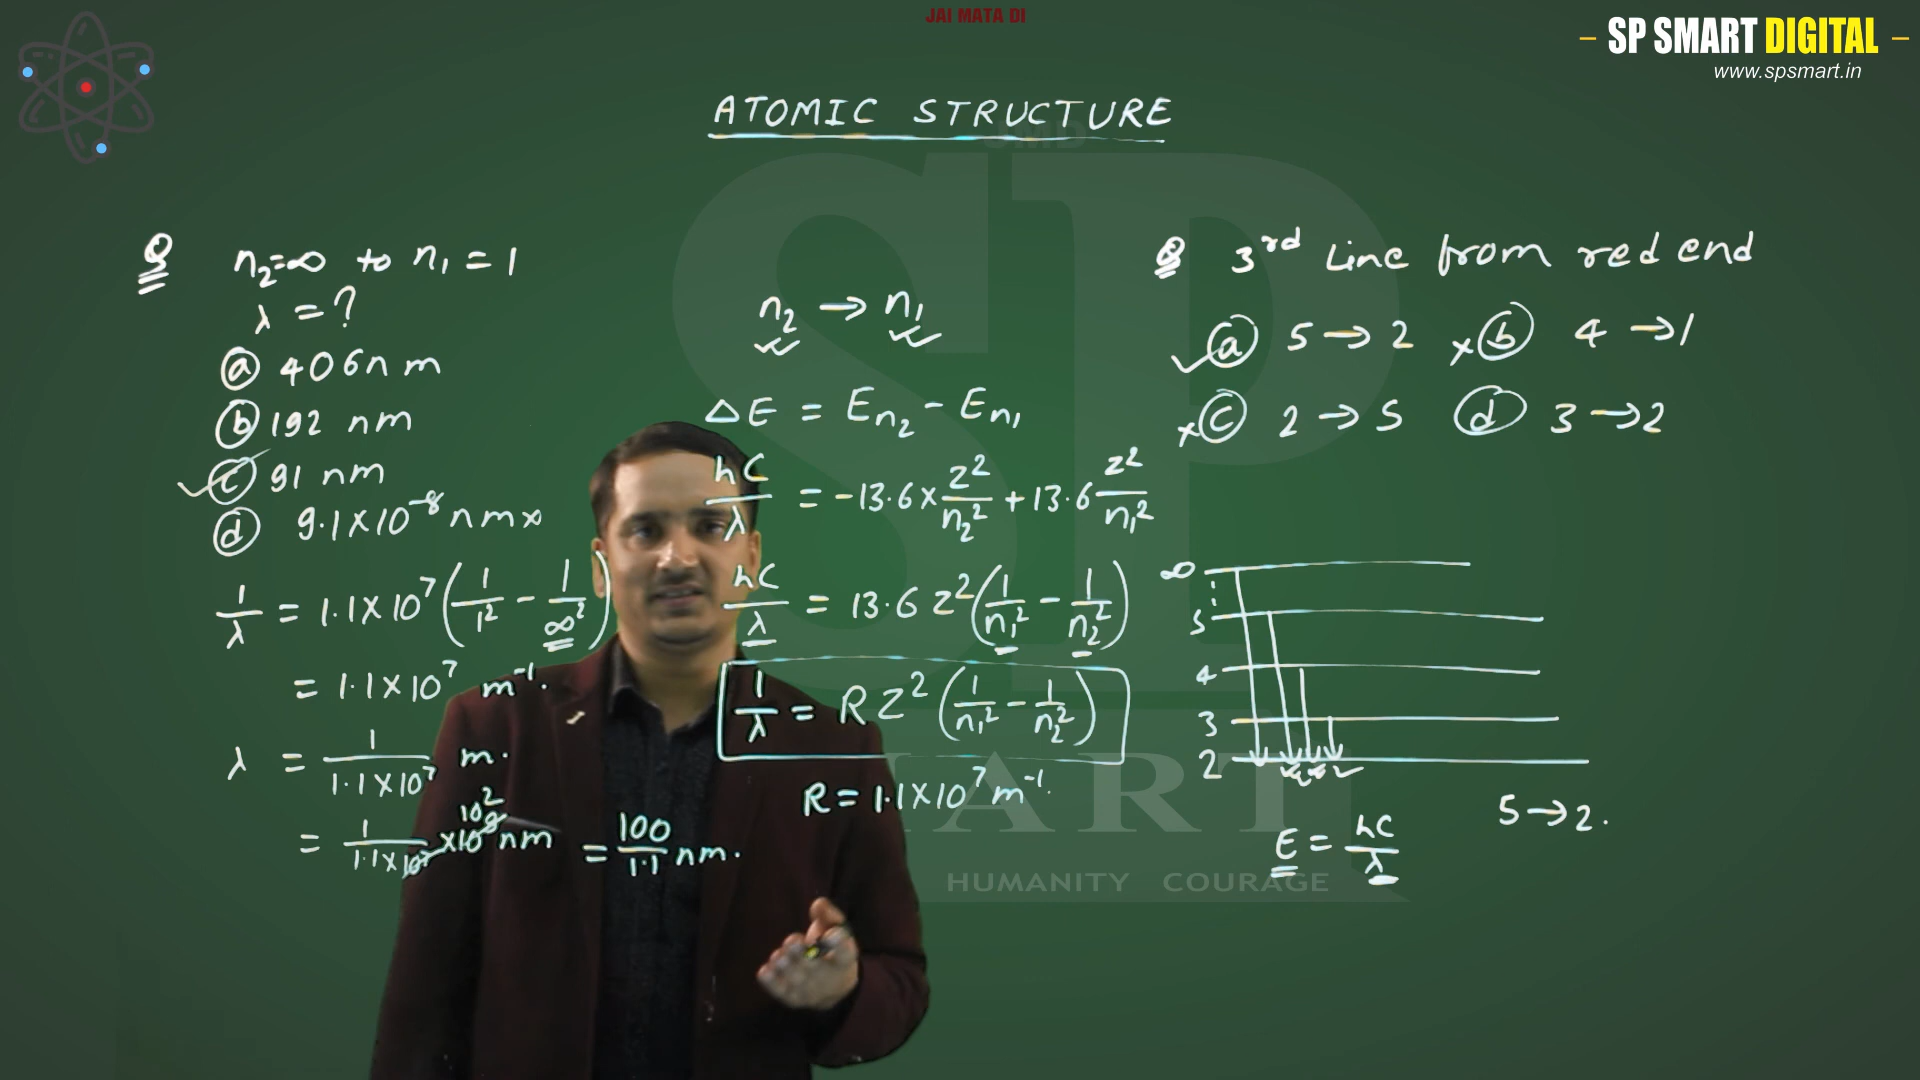 JAI MATA DI
SP SMART DIGITAL
www.spsmart.in
ATOMIC STRUCTURE
JMD
SP
Q n₂=∞ to n₁ = 1
λ = ?
ⓐ 406nm
ⓑ 192 nm
✓ⓒ 91 nm
ⓓ 9.1×10⁻⁸ nm ×
1/λ = 1.1×10⁷ (1/1² - 1/∞²)
= 1.1×10⁷ m⁻¹.
λ = 1/(1.1×10⁷) m.
= 1/(1.1×10⁷) ×10⁹ 10² nm = 100/1.1 nm.
n₂ → n₁
ΔE = En₂ - En₁
hC/λ = -13.6 × Z²/n₂² + 13.6 Z²/n₁²
hC/λ = 13.6 Z² (1/n₁² - 1/n₂²)
1/λ = R Z² (1/n₁² - 1/n₂²)
R = 1.1×10⁷ m⁻¹.
Q 3rd Line from red end
✓ⓐ 5 → 2 ×ⓑ 4 → 1
×ⓒ 2 → 5 ⓓ 3 → 2
∞
5
4
3
2
5 → 2.
E = hC/λ
ART
HUMANITY COURAGE